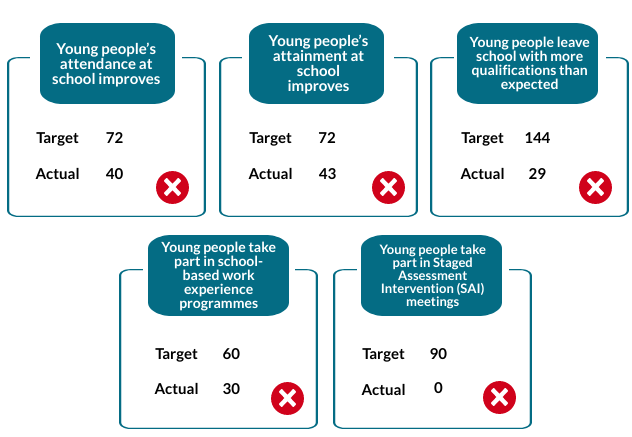 Young people's
attendance at
school improves
Target 72
Actual 40
Young people's
attainment at
school
improves
Target 72
Actual 43
Young people leave
school with more
qualifications than
expected
Target 144
Actual 29
Young people take
part in school-
based work
experience
programmes
Target 60
Actual 30
Young people take
part in Staged
Assessment
Intervention (SAI)
meetings
Target 90
Actual 0